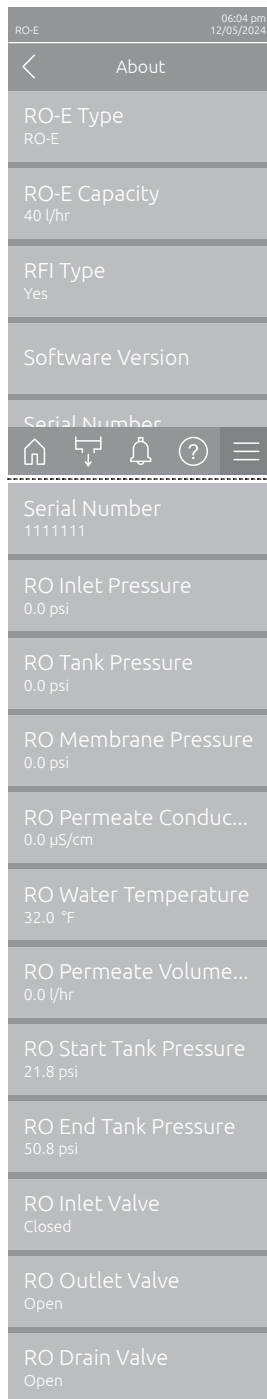 06:04 pm
RO-E 12/05/2024
About
RO-E Type
RO-E
RO-E Capacity
40 l/hr
RFI Type
Yes
Software Version
Serial Number
?
Serial Number
1111111
RO Inlet Pressure
0.0 psi
RO Tank Pressure
0.0 psi
RO Membrane Pressure
0.0 psi
RO Permeate Conduc...
0.0 µS/cm
RO Water Temperature
32.0 °F
RO Permeate Volume...
0.0 l/hr
RO Start Tank Pressure
21.8 psi
RO End Tank Pressure
50.8 psi
RO Inlet Valve
Closed
RO Outlet Valve
Open
RO Drain Valve
Open